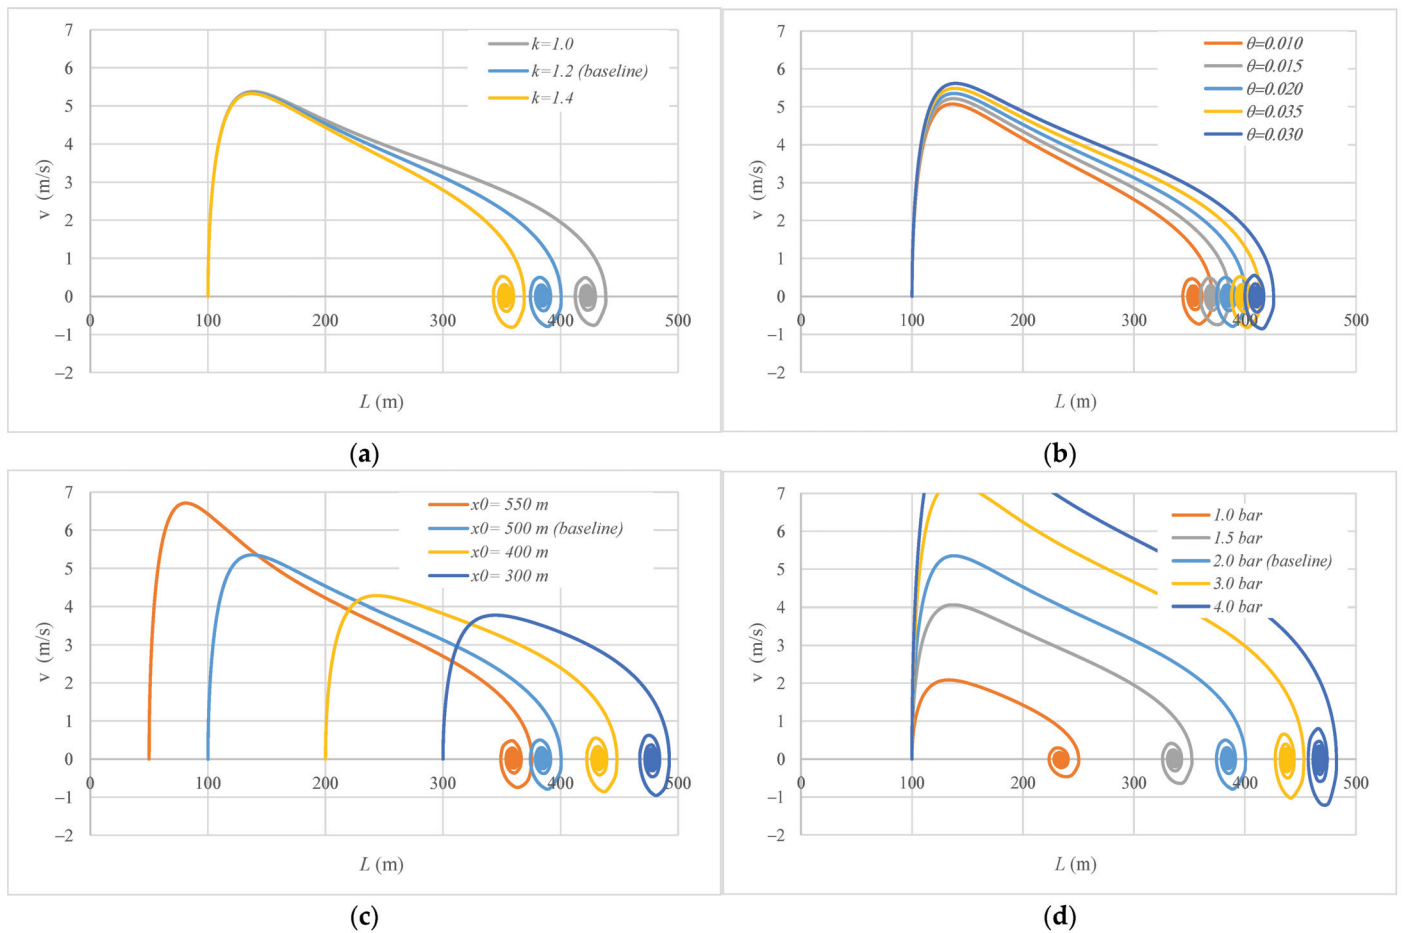 7
6
5
4
3
2
1
0
−1
−2
v (m/s)
0
100
200
300
400
500
L (m)
k=1.0
k=1.2 (baseline)
k=1.4
(a)
7
6
5
4
3
2
1
0
−1
−2
v (m/s)
0
100
200
300
400
500
L (m)
θ=0.010
θ=0.015
θ=0.020
θ=0.035
θ=0.030
(b)
7
6
5
4
3
2
1
0
−1
−2
v (m/s)
0
100
200
300
400
500
L (m)
x0= 550 m
x0= 500 m (baseline)
x0= 400 m
x0= 300 m
(c)
7
6
5
4
3
2
1
0
−1
−2
v (m/s)
0
100
200
300
400
500
L (m)
1.0 bar
1.5 bar
2.0 bar (baseline)
3.0 bar
4.0 bar
(d)